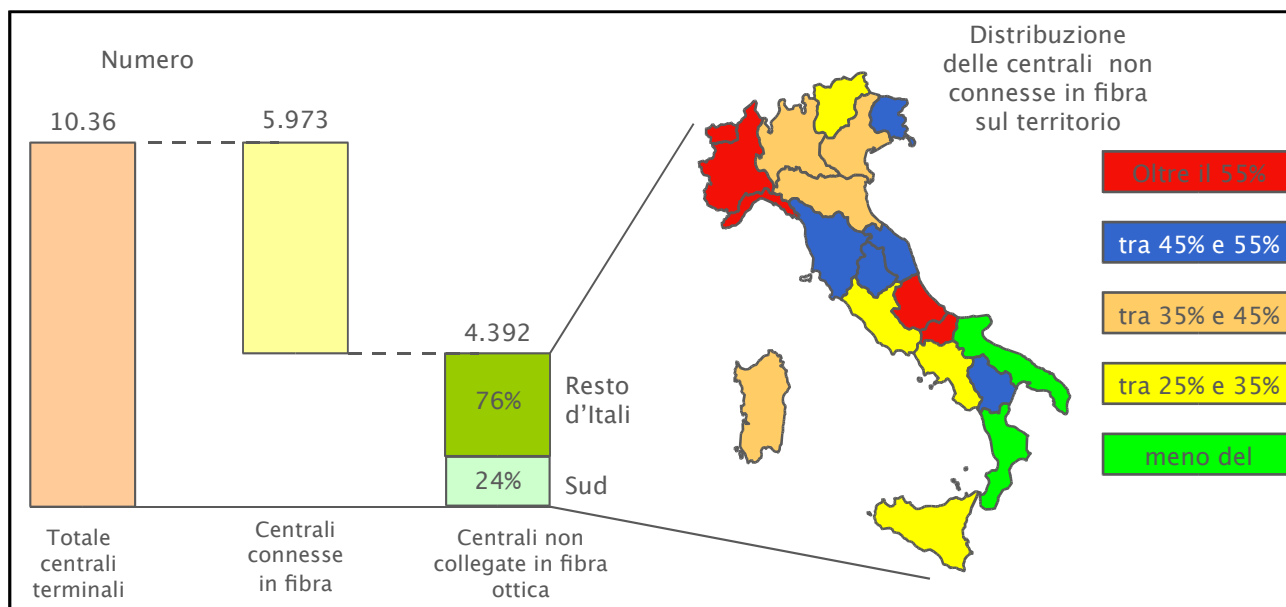 Numero
10.36
5.973
4.392
76%
24%
Resto
d'Itali
Sud
Totale
centrali
terminali
Centrali
connesse
in fibra
Centrali non
collegate in fibra
ottica
Distribuzione
delle centrali non
connesse in fibra
sul territorio
Oltre il 55%
tra 45% e 55%
tra 35% e 45%
tra 25% e 35%
meno del